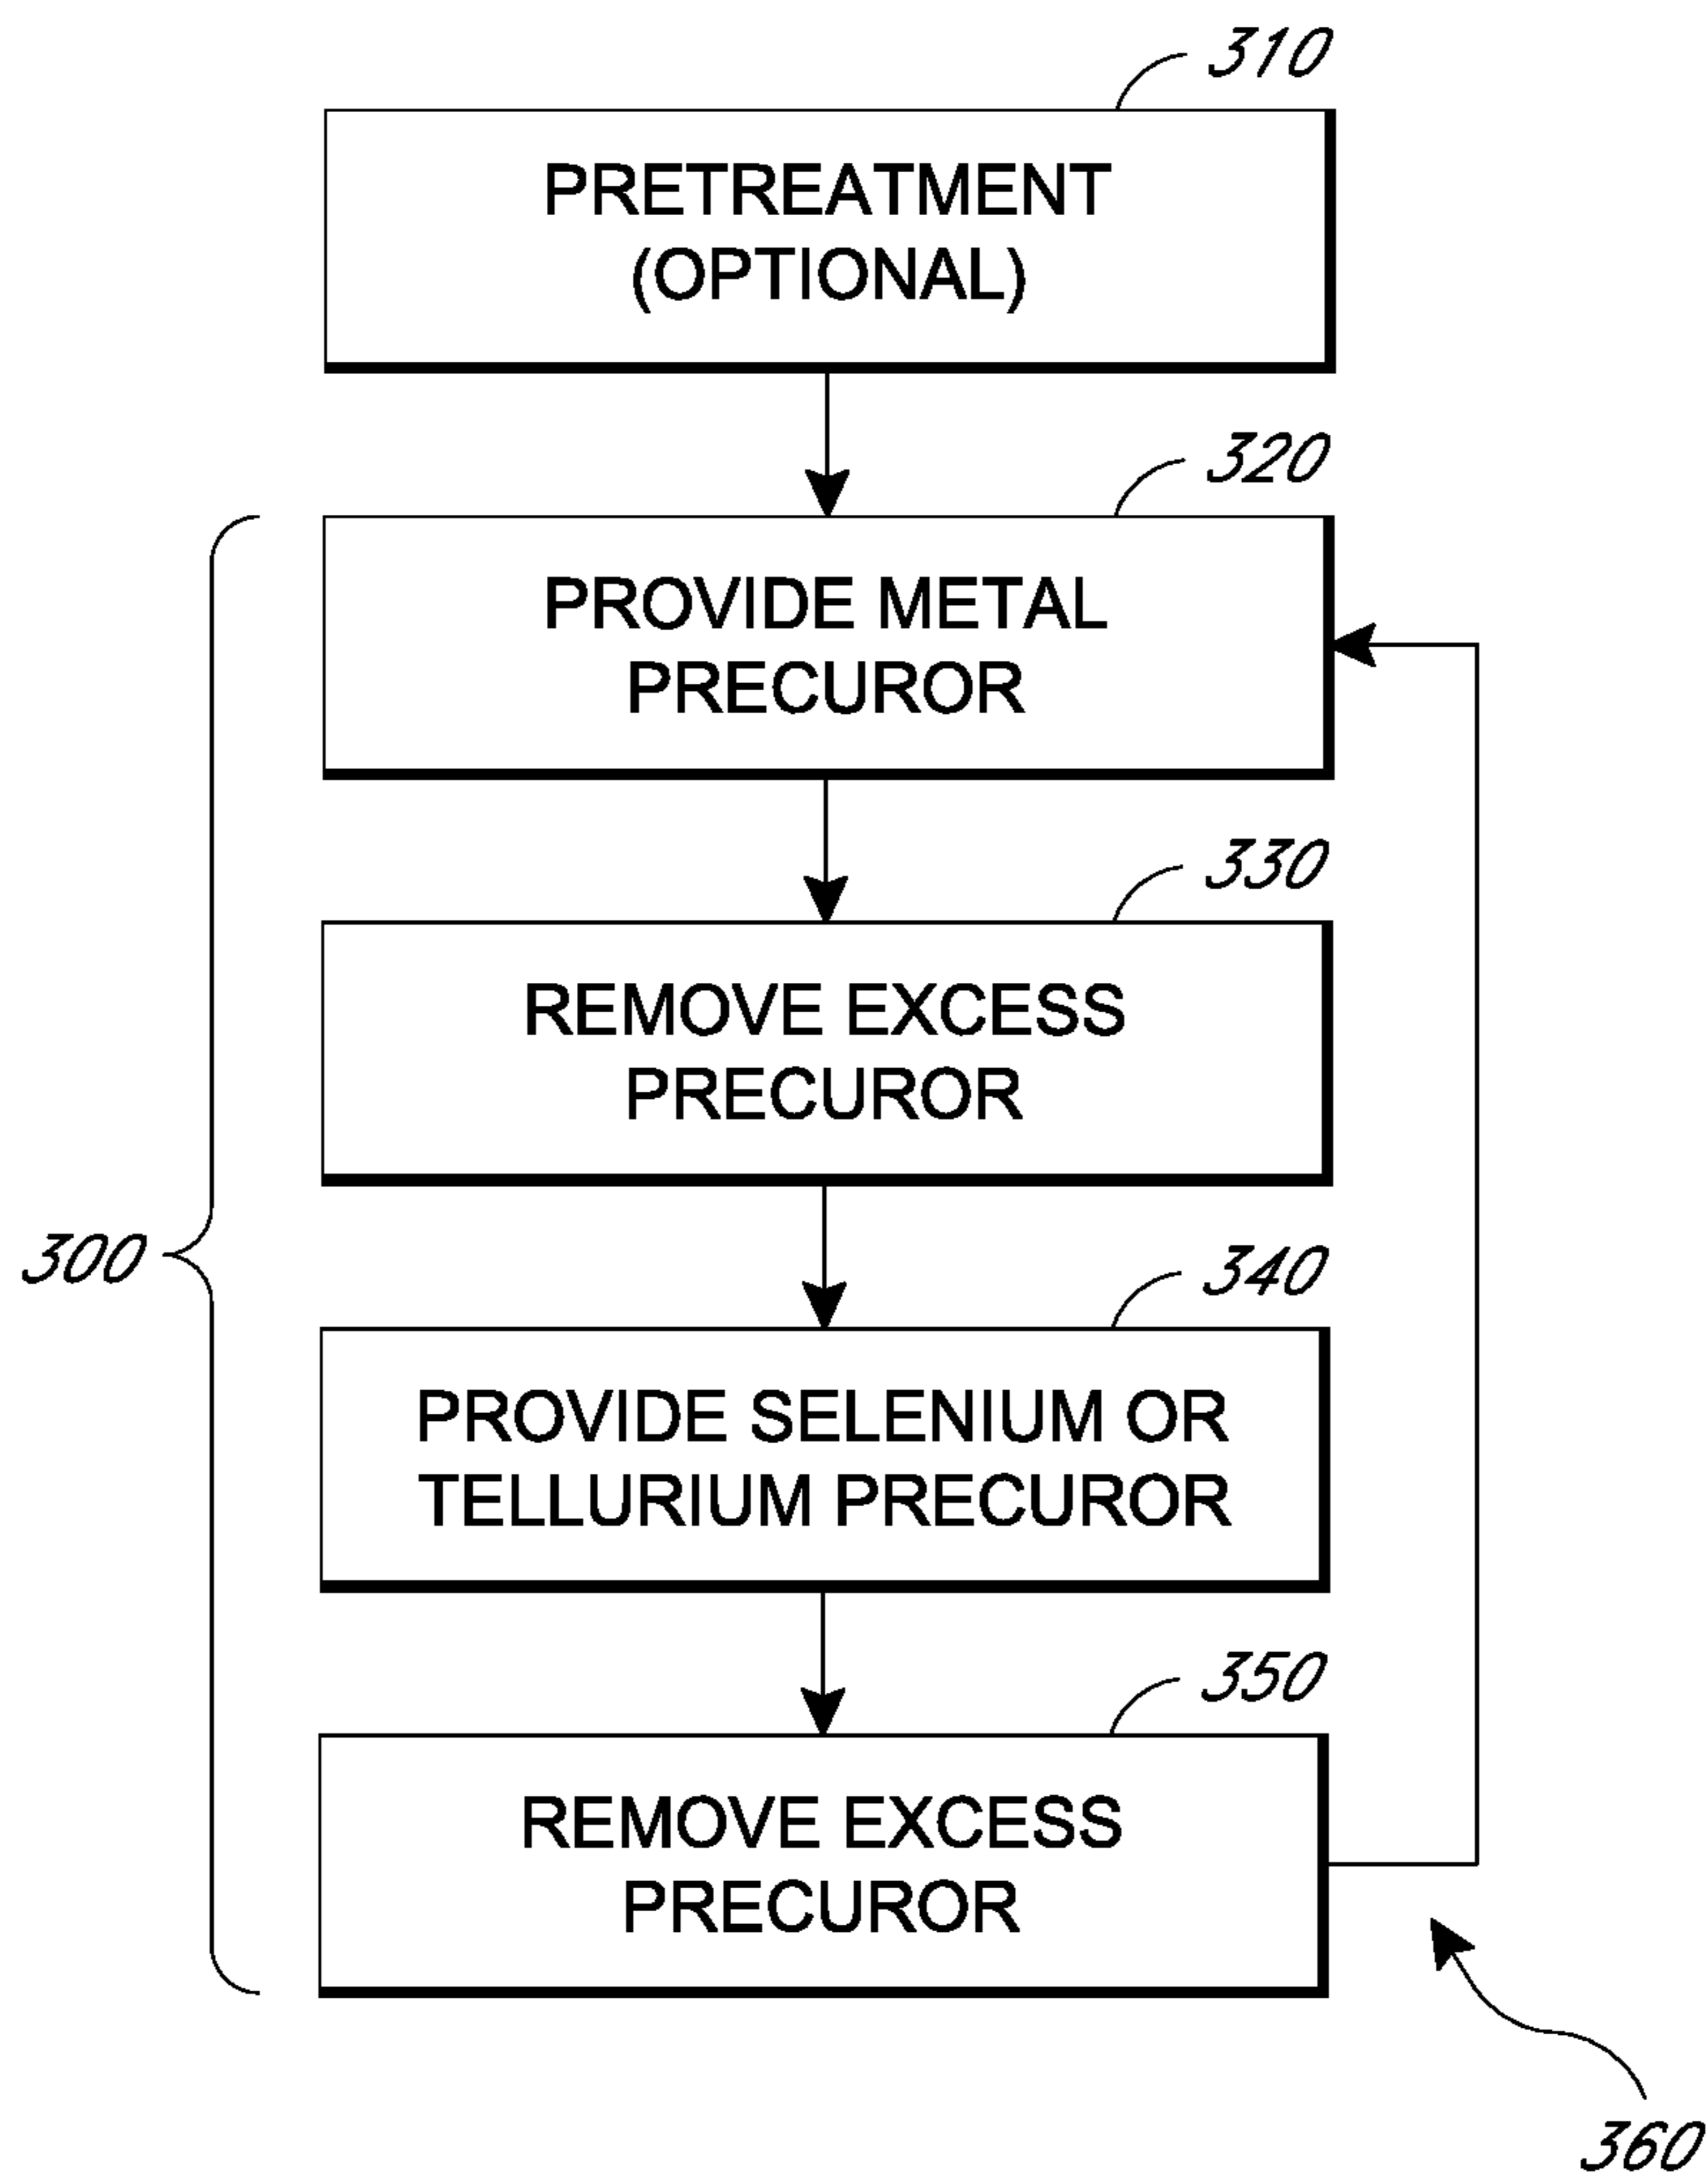 310
PRETREATMENT
(OPTIONAL)
320
PROVIDE METAL
PRECUROR
330
REMOVE EXCESS
PRECUROR
300
340
PROVIDE SELENIUM OR
TELLURIUM PRECUROR
350
REMOVE EXCESS
PRECUROR
360